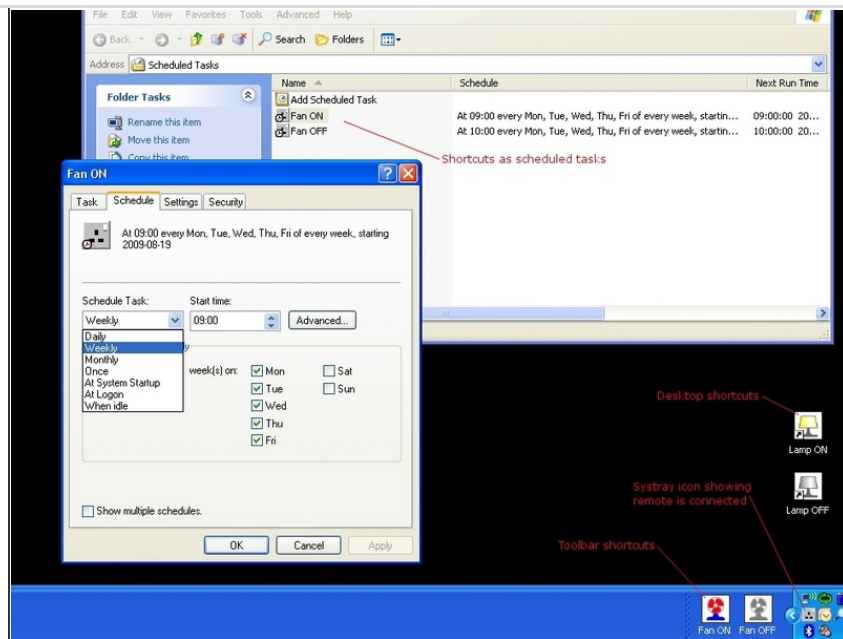 File Edit View Favorites Tools Advanced Help
Back Search Folders
Address Scheduled Tasks
Name Schedule Next Run Time
Folder Tasks
Add Scheduled Task
Rename this item
Fan ON At 09:00 every Mon, Tue, Wed, Thu, Fri of every week, startin... 09:00:00 20...
Move this item
Fan OFF At 10:00 every Mon, Tue, Wed, Thu, Fri of every week, startin... 10:00:00 20...
Copy this item
Shortcuts as scheduled tasks
Fan ON
Task Schedule Settings Security
At 09:00 every Mon, Tue, Wed, Thu, Fri of every week, starting
2009-08-19
Schedule Task: Start time:
Weekly 09:00 Advanced...
Daily
Weekly
Monthly
Once
At System Startup
At Logon
When idle
week(s) on:
Mon Sat
Tue Sun
Wed
Thu
Fri
Show multiple schedules.
OK Cancel Apply
Desktop shortcuts
Lamp ON
Systray icon showing
remote is connected
Lamp OFF
Toolbar shortcuts
Fan ON Fan OFF